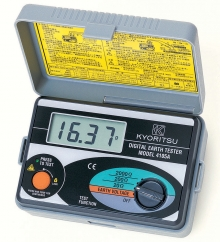 16.37
KYORITSU
DIGITAL EARTH TESTER
MODEL 4105A
PRESS
TO TEST
CE
2000Ω
200Ω
20Ω
EARTH VOLTAGE
OFF
TEST
FUNCTION